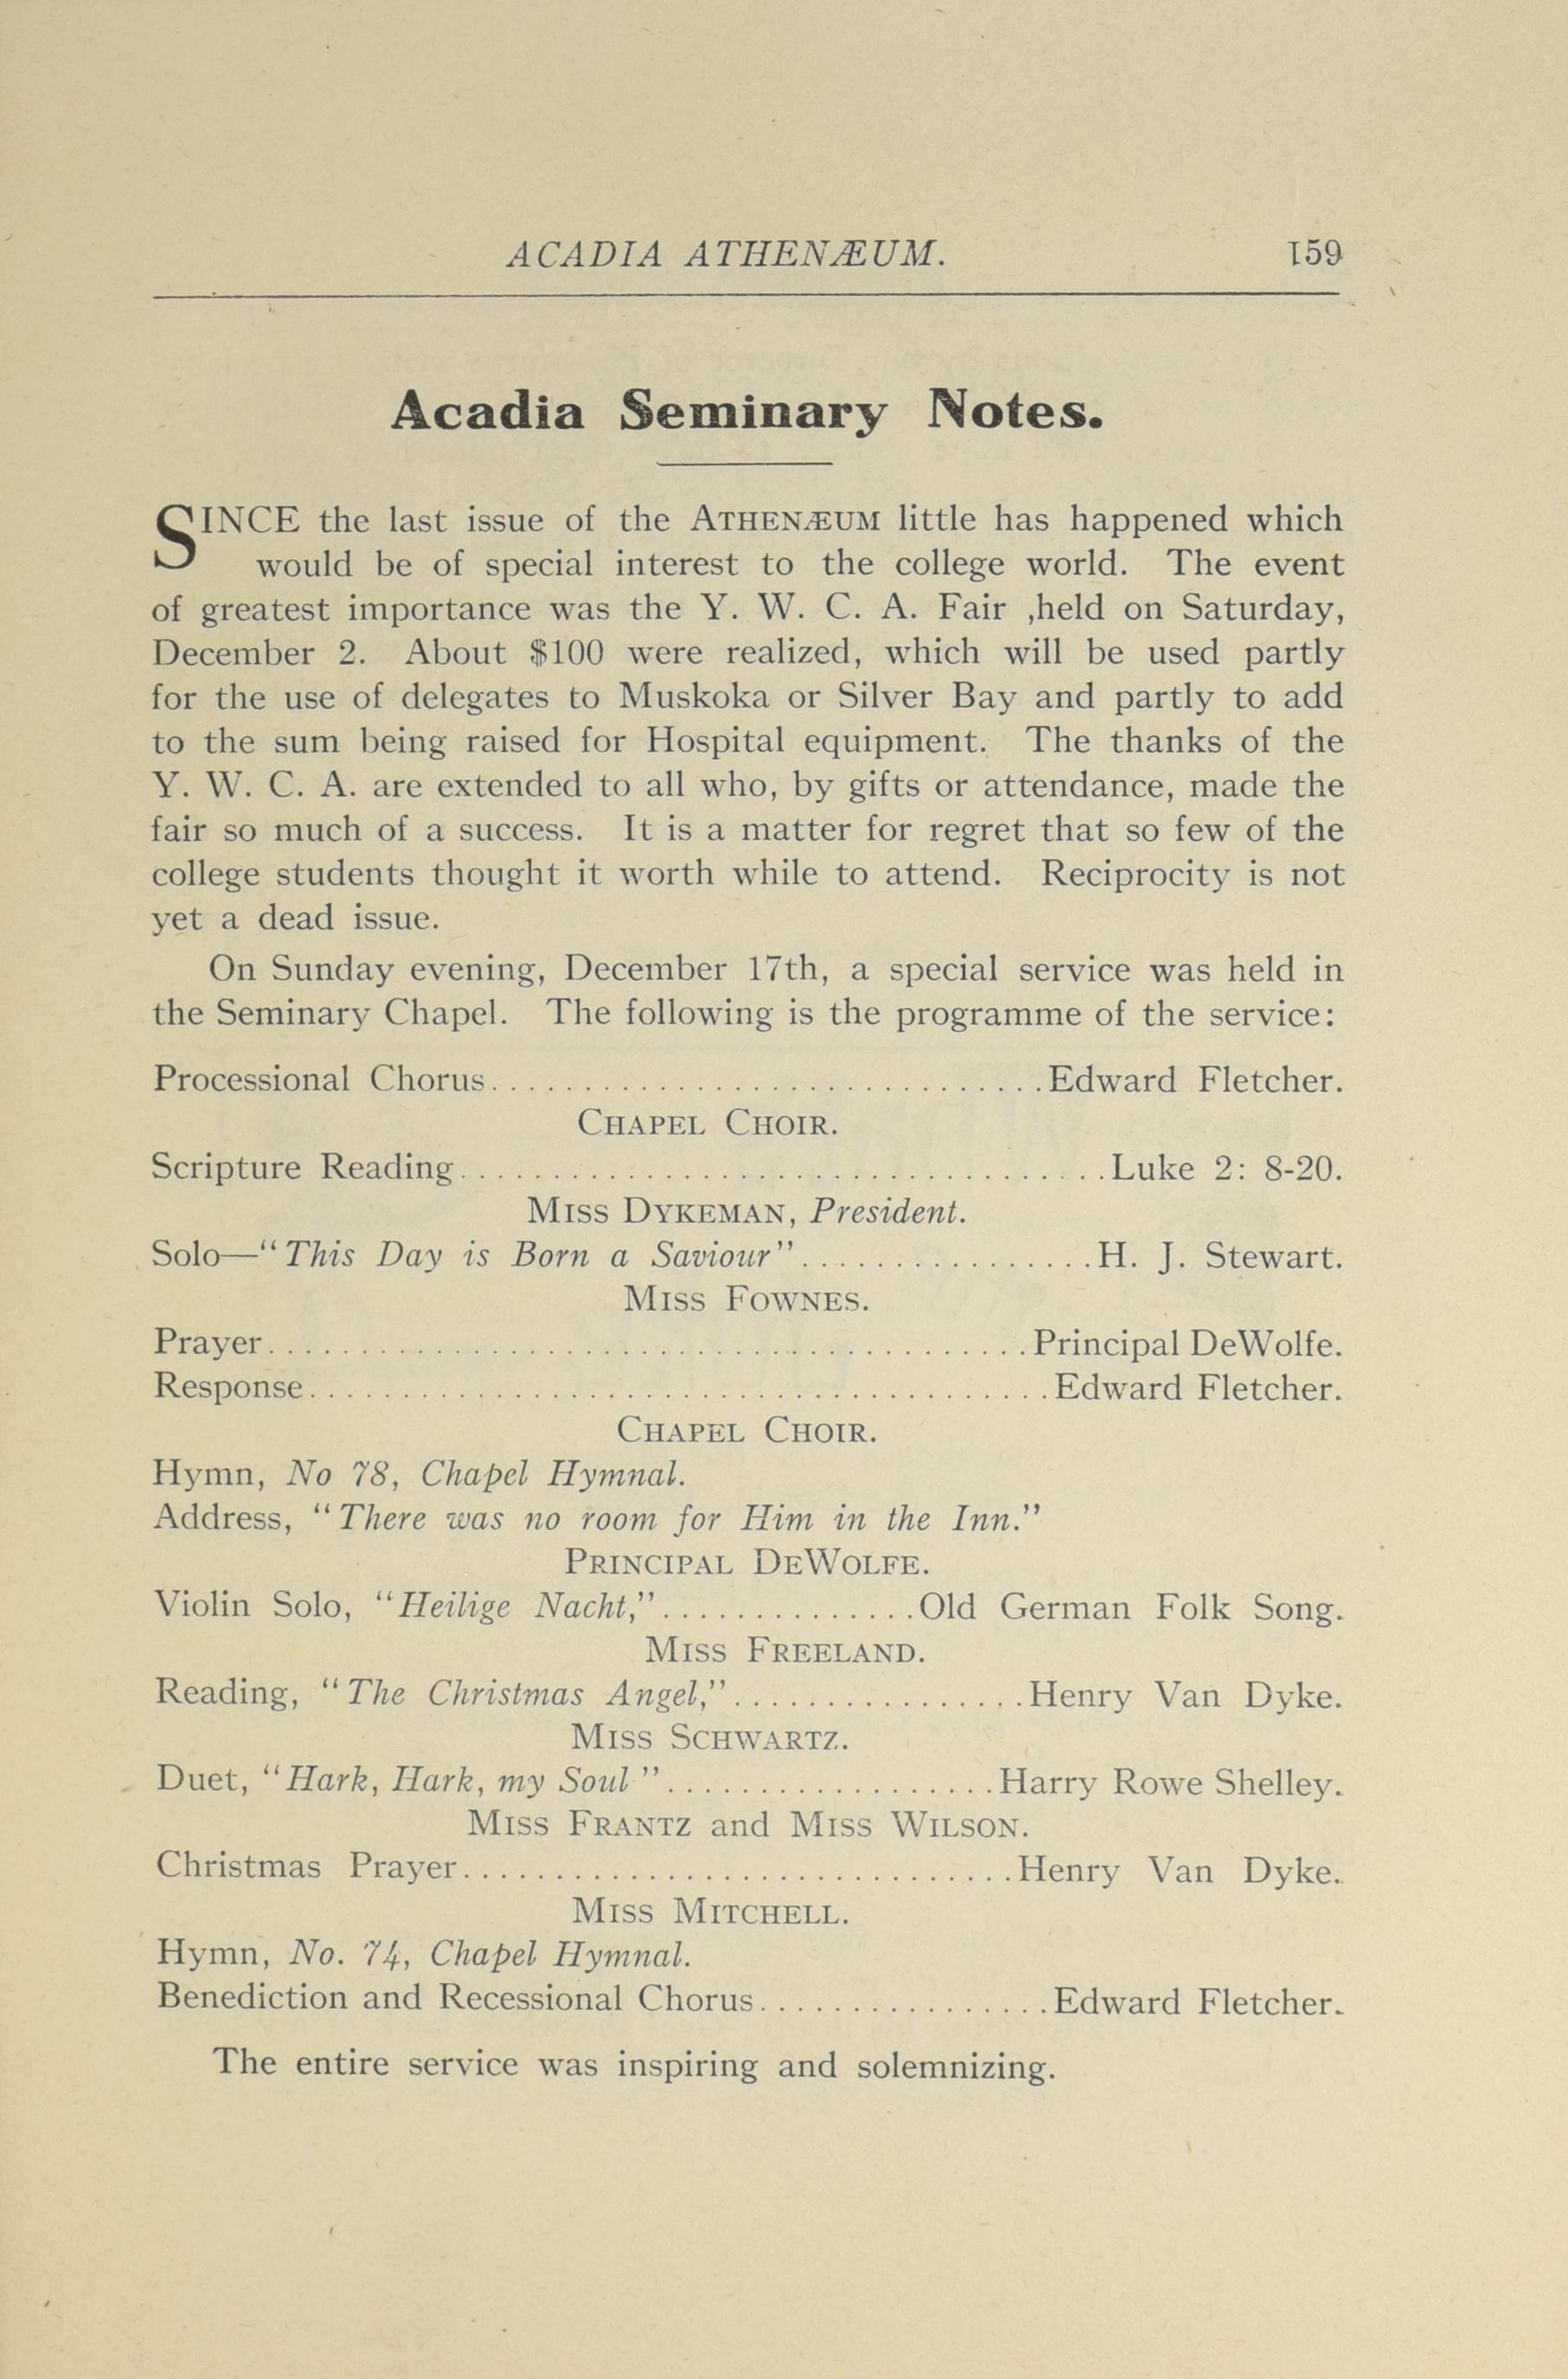 ACADIA ATHENÆUM. 159
Acadia Seminary Notes.
SINCE the last issue of the ATHENÆUM little has happened which
would be of special interest to the college world. The event
of greatest importance was the Y. W. C. A. Fair ,held on Saturday,
December 2. About $100 were realized, which will be used partly
for the use of delegates to Muskoka or Silver Bay and partly to add
to the sum being raised for Hospital equipment. The thanks of the
Y. W. C. A. are extended to all who, by gifts or attendance, made the
fair so much of a success. It is a matter for regret that so few of the
college students thought it worth while to attend. Reciprocity is not
yet a dead issue.
On Sunday evening, December 17th, a special service was held in
the Seminary Chapel. The following is the programme of the service:
Processional Chorus..............................Edward Fletcher.
CHAPEL CHOIR.
Scripture Reading...................................Luke 2: 8-20.
MISS DYKEMAN, President.
Solo—"This Day is Born a Saviour"................H. J. Stewart.
MISS FOWNES.
Prayer.........................................Principal DeWolfe.
Response........................................Edward Fletcher.
CHAPEL CHOIR.
Hymn, No 78, Chapel Hymnal.
Address, "There was no room for Him in the Inn."
PRINCIPAL DEWOLFE.
Violin Solo, "Heilige Nacht,"..............Old German Folk Song.
MISS FREELAND.
Reading, "The Christmas Angel,"................Henry Van Dyke.
MISS SCHWARTZ.
Duet, "Hark, Hark, my Soul"..................Harry Rowe Shelley.
MISS FRANTZ and MISS WILSON.
Christmas Prayer..............................Henry Van Dyke.
MISS MITCHELL.
Hymn, No. 74, Chapel Hymnal.
Benediction and Recessional Chorus................Edward Fletcher.
The entire service was inspiring and solemnizing.